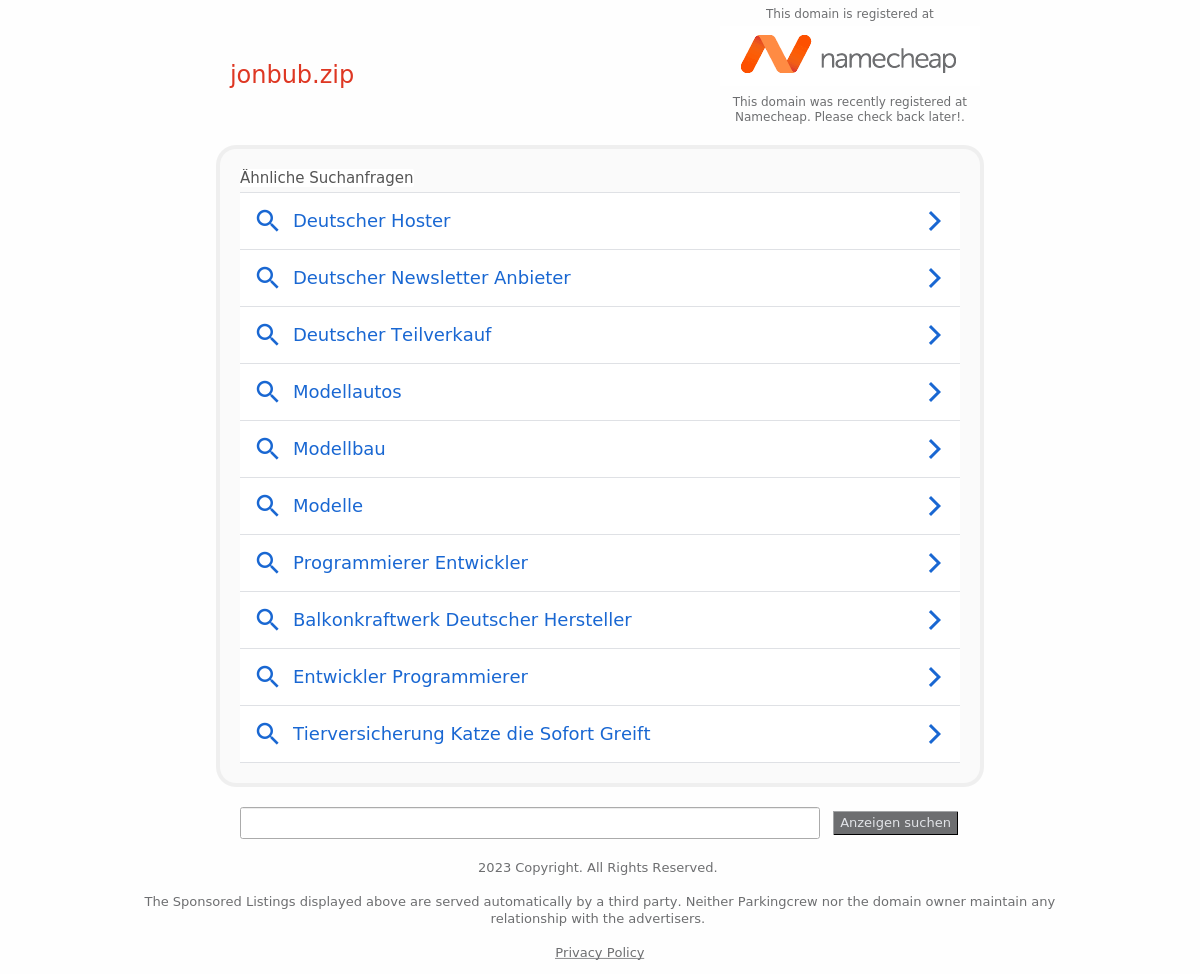 This domain is registered at
namecheap
jonbub.zip
This domain was recently registered at
Namecheap. Please check back later!.
Ähnliche Suchanfragen
Deutscher Hoster
Deutscher Newsletter Anbieter
Deutscher Teilverkauf
Modellautos
Modellbau
Modelle
Programmierer Entwickler
Balkonkraftwerk Deutscher Hersteller
Entwickler Programmierer
Tierversicherung Katze die Sofort Greift
Anzeigen suchen
2023 Copyright. All Rights Reserved.
The Sponsored Listings displayed above are served automatically by a third party. Neither Parkingcrew nor the domain owner maintain any
relationship with the advertisers.
Privacy Policy